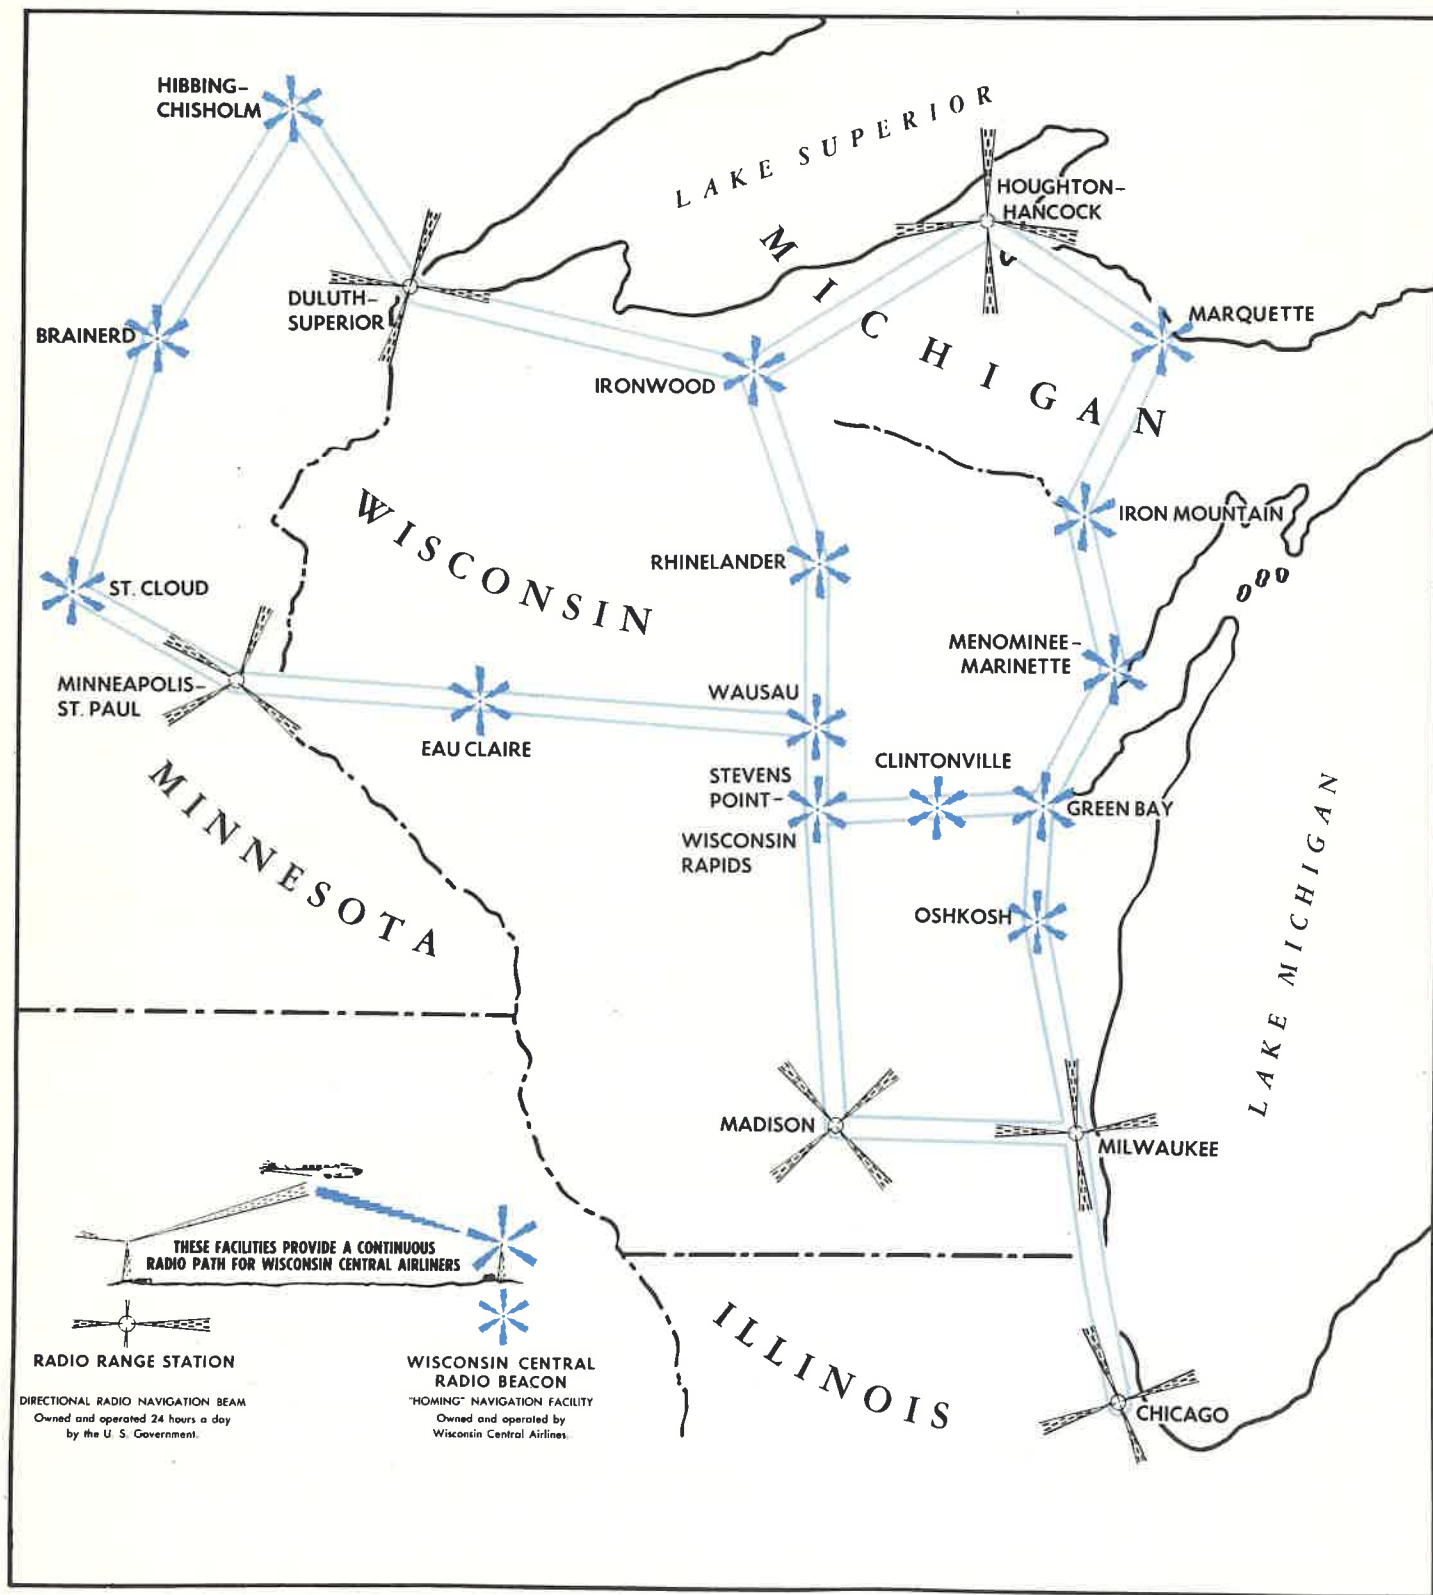 HIBBING-
CHISHOLM
LAKE SUPERIOR
HOUGHTON-
HANCOCK
MICHIGAN
DULUTH-
SUPERIOR
BRAINERD
MARQUETTE
IRONWOOD
WISCONSIN
IRON MOUNTAIN
RHINELANDER
ST. CLOUD
MENOMINEE-
MARINETTE
MINNEAPOLIS-
ST. PAUL
WAUSAU
EAU CLAIRE
CLINTONVILLE
STEVENS
POINT-
WISCONSIN
RAPIDS
GREEN BAY
MINNESOTA
OSHKOSH
LAKE MICHIGAN
MADISON
MILWAUKEE
THESE FACILITIES PROVIDE A CONTINUOUS
RADIO PATH FOR WISCONSIN CENTRAL AIRLINERS
RADIO RANGE STATION
DIRECTIONAL RADIO NAVIGATION BEAM
Owned and operated 24 hours a day
by the U. S. Government.
WISCONSIN CENTRAL
RADIO BEACON
"HOMING" NAVIGATION FACILITY
Owned and operated by
Wisconsin Central Airlines.
ILLINOIS
CHICAGO